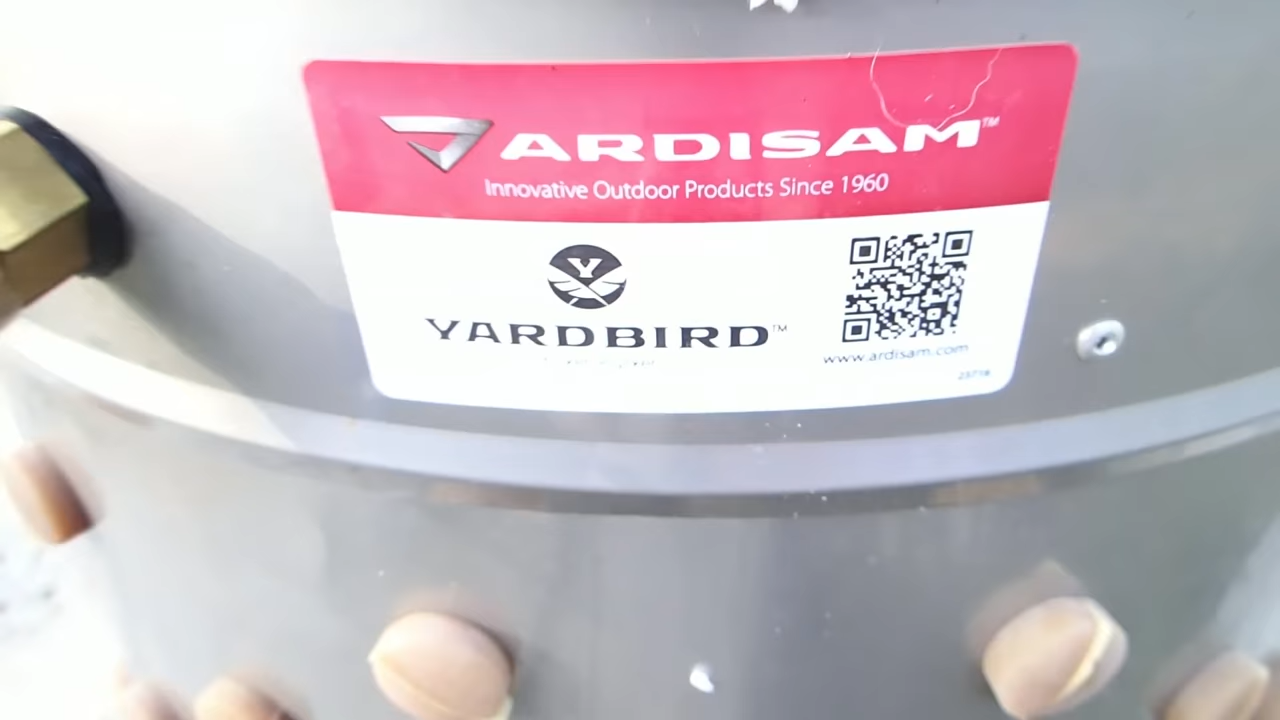 ARDISAM™
Innovative Outdoor Products Since 1960
Y
YARDBIRD™
www.ardisam.com